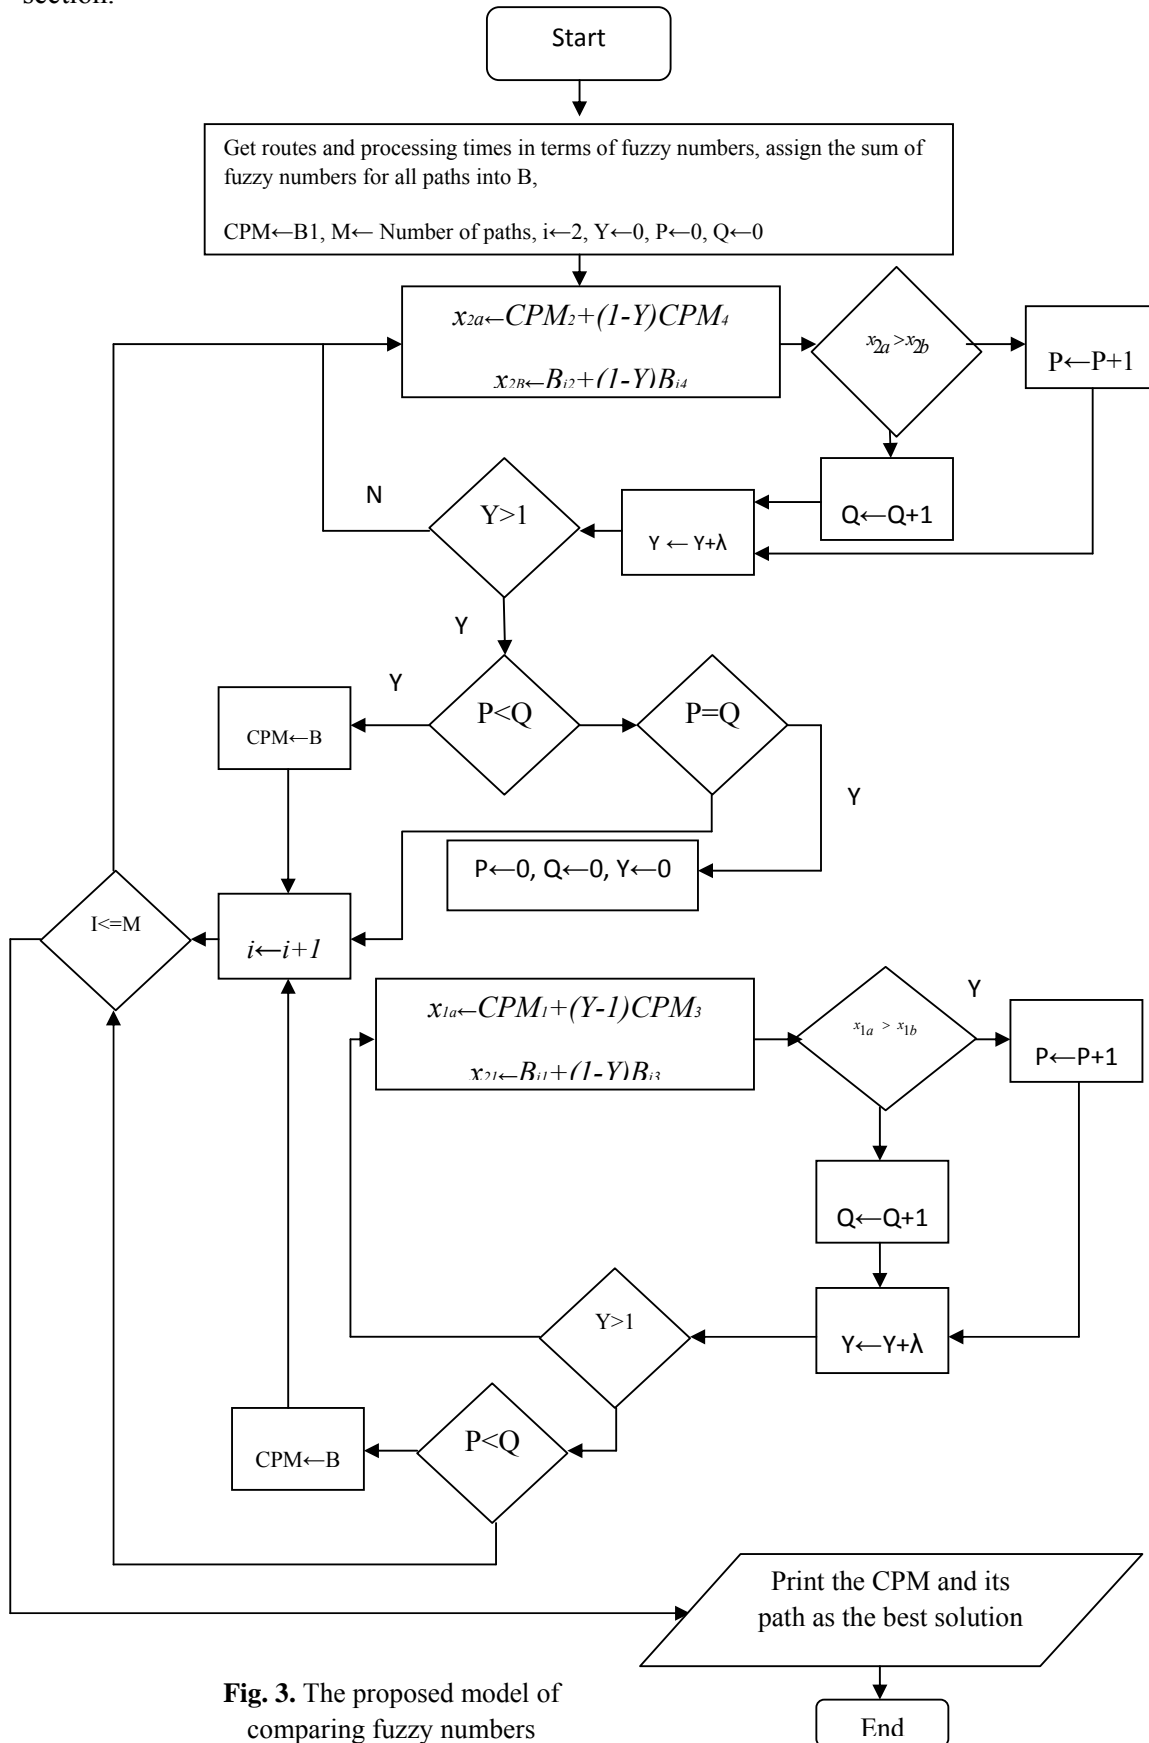 section.
Start
Get routes and processing times in terms of fuzzy numbers, assign the sum of
fuzzy numbers for all paths into B,
CPM←B1, M← Number of paths, i←2, Y←0, P←0, Q←0
x2a←CPM2+(1-Y)CPM4
x2B←Bi2+(1-Y)Bi4
x2a>x2b
P←P+1
Q←Q+1
Y ← Y+λ
Y>1
N
Y
P<Q
Y
CPM←B
P=Q
Y
P←0, Q←0, Y←0
I<=M
i←i+1
x1a←CPM1+(Y-1)CPM3
x21←Bi1+(1-Y)Bi3
x1a > x1b
Y
P←P+1
Q←Q+1
Y←Y+λ
Y>1
P<Q
CPM←B
Print the CPM and its
path as the best solution
End
Fig. 3. The proposed model of
comparing fuzzy numbers